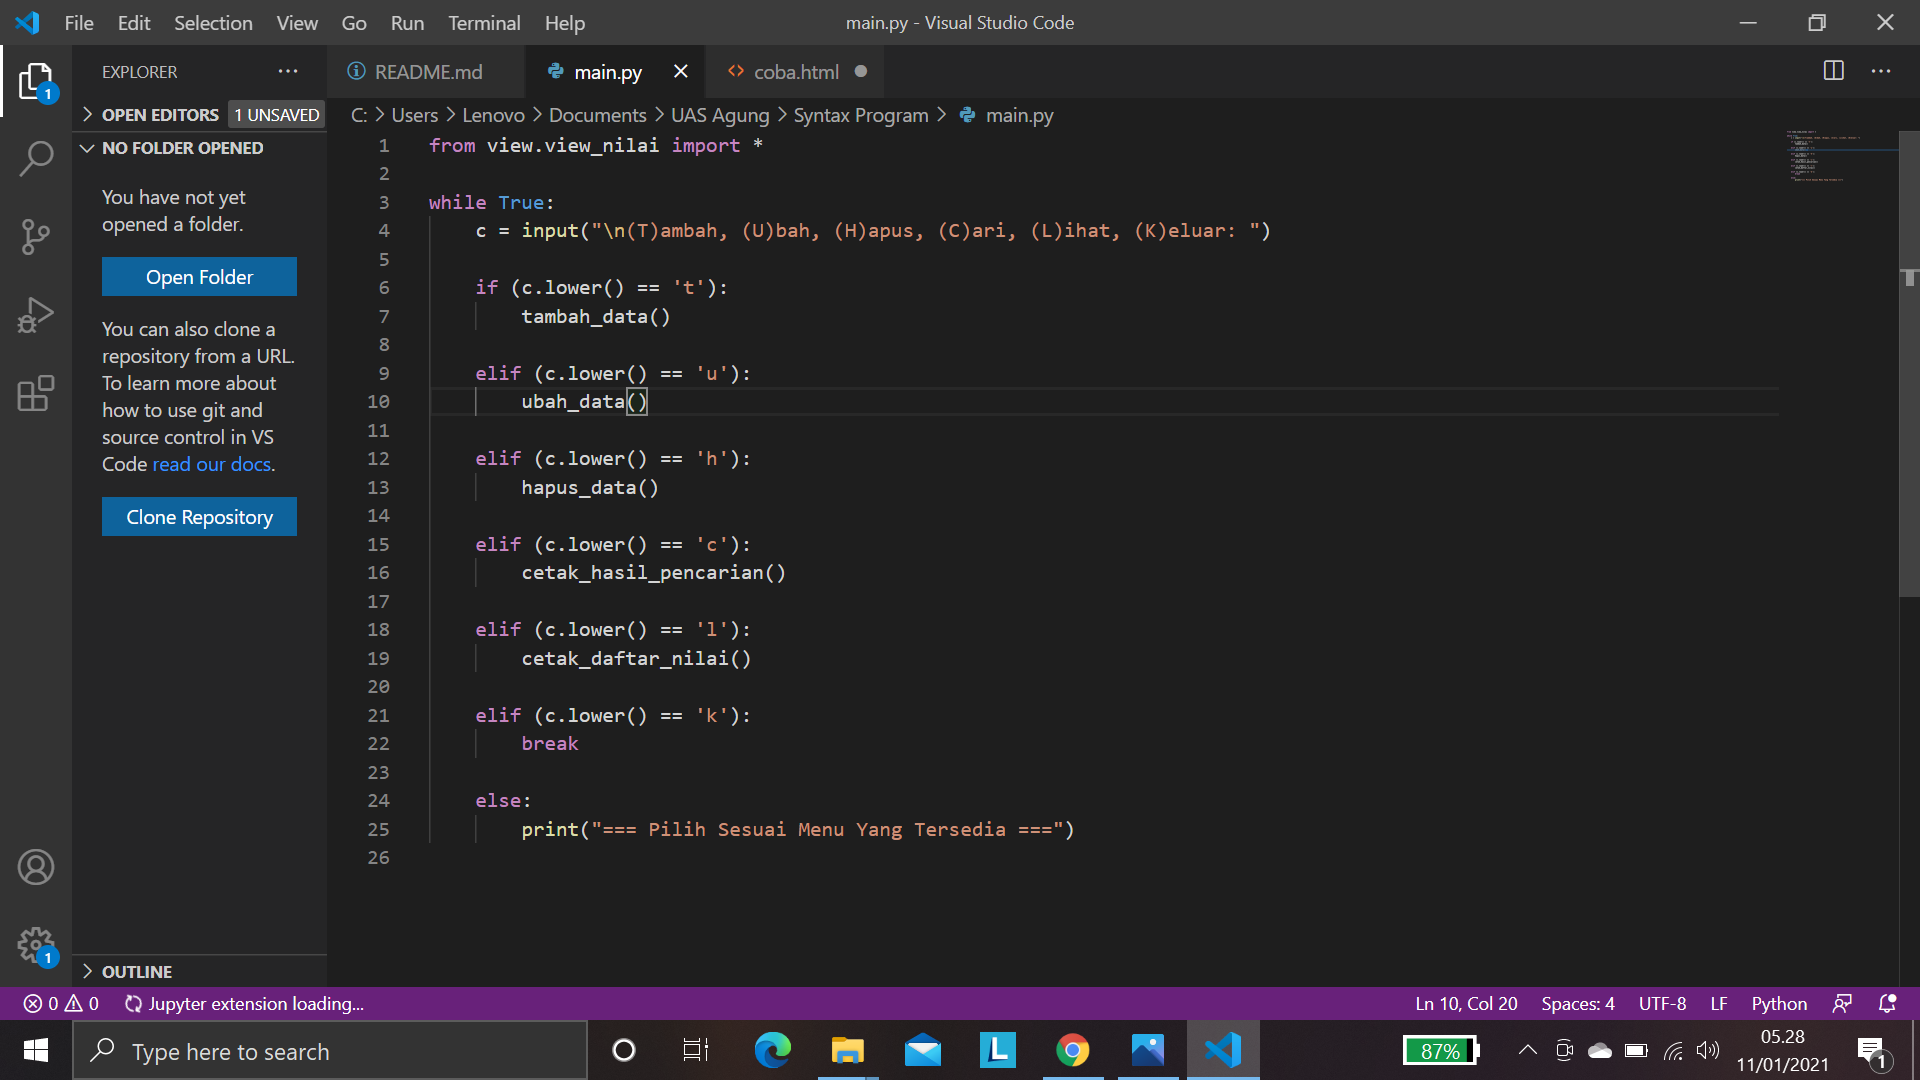 File Edit Selection View Go Run Terminal Help
main.py - Visual Studio Code
EXPLORER
README.md
main.py
coba.html
OPEN EDITORS 1 UNSAVED
C: > Users > Lenovo > Documents > UAS Agung > Syntax Program > main.py
NO FOLDER OPENED
You have not yet
opened a folder.
Open Folder
You can also clone a
repository from a URL.
To learn more about
how to use git and
source control in VS
Code read our docs.
Clone Repository
OUTLINE
1
1
1 from view.view_nilai import *
2
3 while True:
4     c = input("\n(T)ambah, (U)bah, (H)apus, (C)ari, (L)ihat, (K)eluar: ")
5
6     if (c.lower() == 't'):
7         tambah_data()
8
9     elif (c.lower() == 'u'):
10         ubah_data()
11
12     elif (c.lower() == 'h'):
13         hapus_data()
14
15     elif (c.lower() == 'c'):
16         cetak_hasil_pencarian()
17
18     elif (c.lower() == 'l'):
19         cetak_daftar_nilai()
20
21     elif (c.lower() == 'k'):
22         break
23
24     else:
25         print("=== Pilih Sesuai Menu Yang Tersedia ===")
26
0 0 Jupyter extension loading...
Ln 10, Col 20 Spaces: 4 UTF-8 LF Python
Type here to search
L
87%
05.28
11/01/2021
1